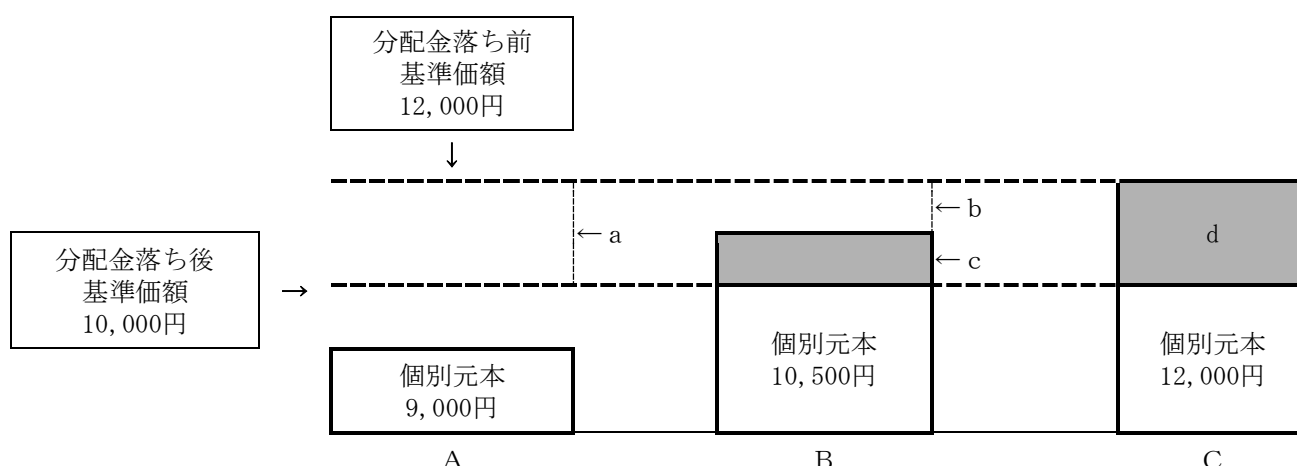 分配金落ち前
基準価額
12,000円
↓
←b
←a
d
分配金落ち後
基準価額
10,000円
→
←c
個別元本
9,000円
個別元本
10,500円
個別元本
12,000円
A
B
C